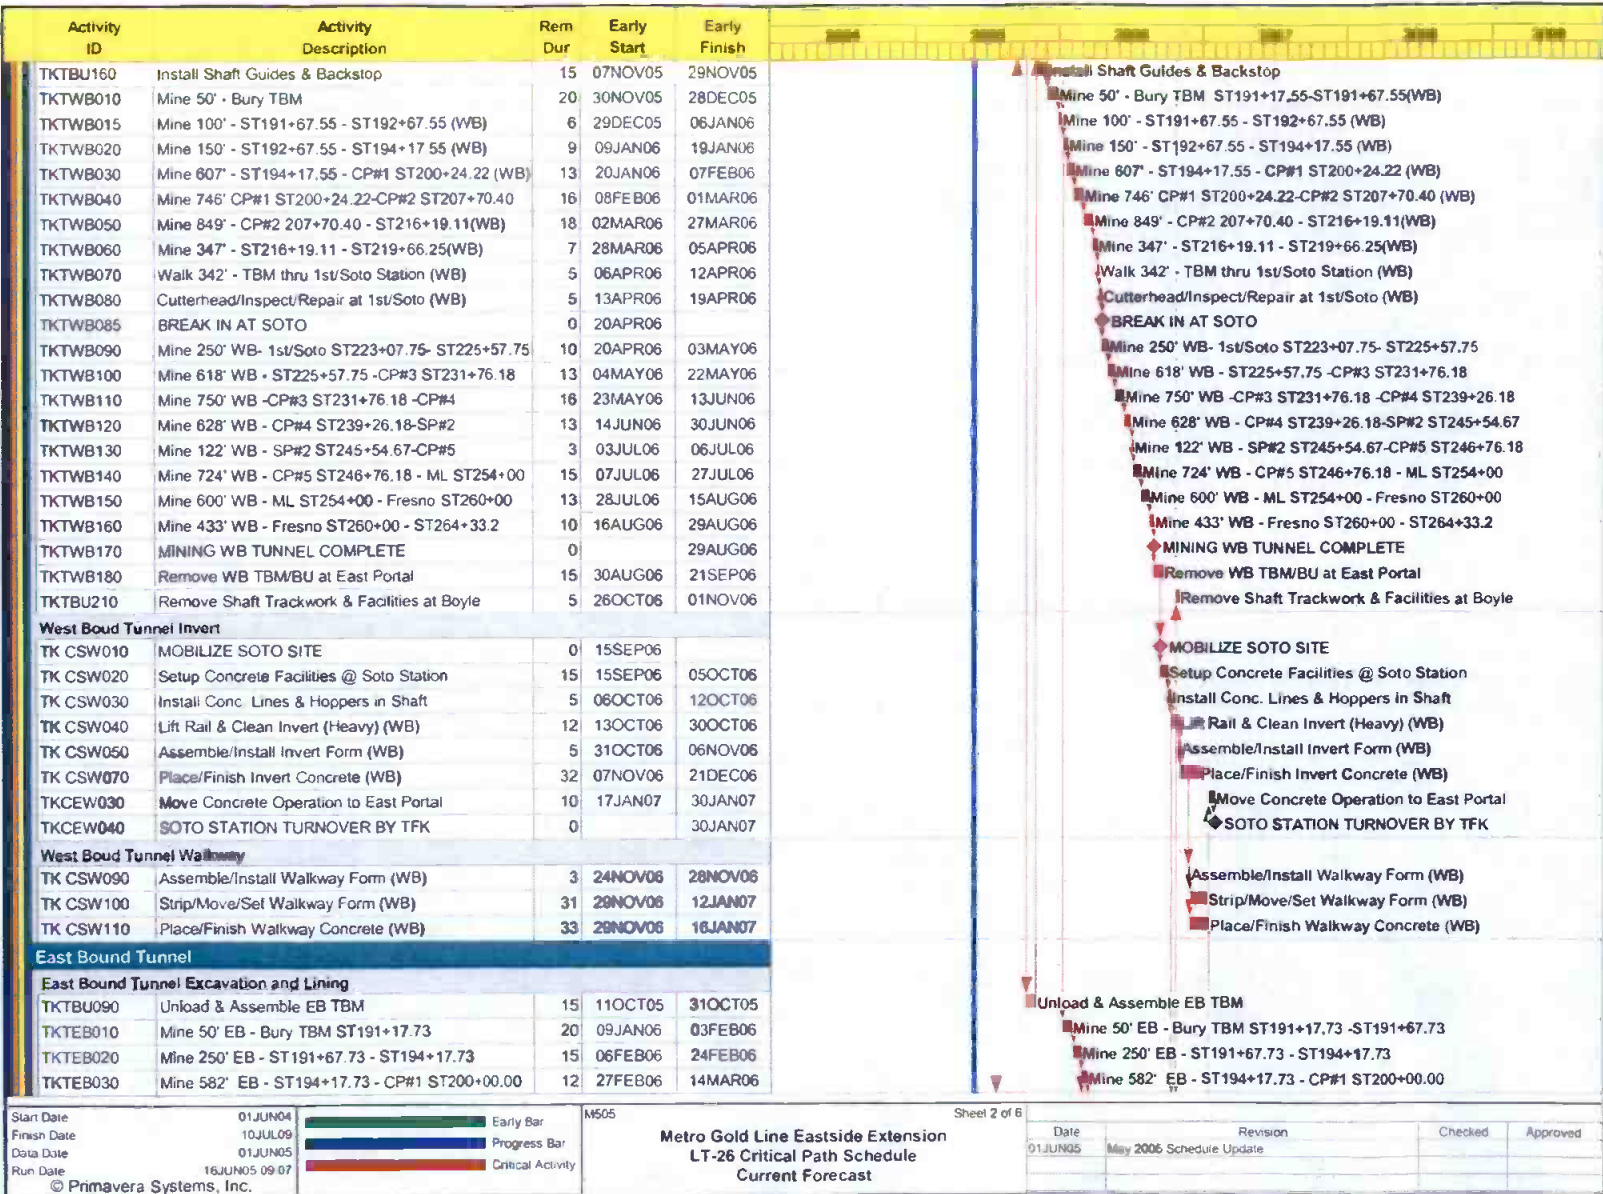 Activity ID Activity Description Rem Dur Early Start Early Finish 2004 2005 2006 2007 2008 2009
TKTBU160 Install Shaft Guides & Backstop 15 07NOV05 29NOV05 Install Shaft Guides & Backstop
TKTWB010 Mine 50' - Bury TBM 20 30NOV05 28DEC05 Mine 50' - Bury TBM ST191+17.55-ST191+67.55(WB)
TKTWB015 Mine 100' - ST191+67.55 - ST192+67.55 (WB) 6 29DEC05 06JAN06 Mine 100' - ST191+67.55 - ST192+67.55 (WB)
TKTWB020 Mine 150' - ST192+67.55 - ST194+17.55 (WB) 9 09JAN06 19JAN06 Mine 150' - ST192+67.55 - ST194+17.55 (WB)
TKTWB030 Mine 607' - ST194+17.55 - CP#1 ST200+24.22 (WB) 13 20JAN06 07FEB06 Mine 607' - ST194+17.55 - CP#1 ST200+24.22 (WB)
TKTWB040 Mine 746' CP#1 ST200+24.22-CP#2 ST207+70.40 16 08FEB06 01MAR06 Mine 746' CP#1 ST200+24.22-CP#2 ST207+70.40 (WB)
TKTWB050 Mine 849' - CP#2 207+70.40 - ST216+19.11(WB) 18 02MAR06 27MAR06 Mine 849' - CP#2 207+70.40 - ST216+19.11(WB)
TKTWB060 Mine 347' - ST216+19.11 - ST219+66.25(WB) 7 28MAR06 05APR06 Mine 347' - ST216+19.11 - ST219+66.25(WB)
TKTWB070 Walk 342' - TBM thru 1st/Soto Station (WB) 5 06APR06 12APR06 Walk 342' - TBM thru 1st/Soto Station (WB)
TKTWB080 Cutterhead/Inspect/Repair at 1st/Soto (WB) 5 13APR06 19APR06 Cutterhead/Inspect/Repair at 1st/Soto (WB)
TKTWB085 BREAK IN AT SOTO 0 20APR06 BREAK IN AT SOTO
TKTWB090 Mine 250' WB- 1st/Soto ST223+07.75- ST225+57.75 10 20APR06 03MAY06 Mine 250' WB- 1st/Soto ST223+07.75- ST225+57.75
TKTWB100 Mine 618' WB - ST225+57.75 -CP#3 ST231+76.18 13 04MAY06 22MAY06 Mine 618' WB - ST225+57.75 -CP#3 ST231+76.18
TKTWB110 Mine 750' WB -CP#3 ST231+76.18 -CP#4 16 23MAY06 13JUN06 Mine 750' WB -CP#3 ST231+76.18 -CP#4 ST239+26.18
TKTWB120 Mine 628' WB - CP#4 ST239+26.18-SP#2 13 14JUN06 30JUN06 Mine 628' WB - CP#4 ST239+26.18-SP#2 ST245+54.67
TKTWB130 Mine 122' WB - SP#2 ST245+54.67-CP#5 3 03JUL06 06JUL06 Mine 122' WB - SP#2 ST245+54.67-CP#5 ST246+76.18
TKTWB140 Mine 724' WB - CP#5 ST246+76.18 - ML ST254+00 15 07JUL06 27JUL06 Mine 724' WB - CP#5 ST246+76.18 - ML ST254+00
TKTWB150 Mine 600' WB - ML ST254+00 - Fresno ST260+00 13 28JUL06 15AUG06 Mine 600' WB - ML ST254+00 - Fresno ST260+00
TKTWB160 Mine 433' WB - Fresno ST260+00 - ST264+33.2 10 16AUG06 29AUG06 Mine 433' WB - Fresno ST260+00 - ST264+33.2
TKTWB170 MINING WB TUNNEL COMPLETE 0 29AUG06 MINING WB TUNNEL COMPLETE
TKTWB180 Remove WB TBM/BU at East Portal 15 30AUG06 21SEP06 Remove WB TBM/BU at East Portal
TKTBU210 Remove Shaft Trackwork & Facilities at Boyle 5 26OCT06 01NOV06 Remove Shaft Trackwork & Facilities at Boyle
West Boud Tunnel Invert
TK CSW010 MOBILIZE SOTO SITE 0 15SEP06 MOBILIZE SOTO SITE
TK CSW020 Setup Concrete Facilities @ Soto Station 15 15SEP06 05OCT06 Setup Concrete Facilities @ Soto Station
TK CSW030 Install Conc. Lines & Hoppers in Shaft 5 06OCT06 12OCT06 Install Conc. Lines & Hoppers in Shaft
TK CSW040 Lift Rail & Clean Invert (Heavy) (WB) 12 13OCT06 30OCT06 Lift Rail & Clean Invert (Heavy) (WB)
TK CSW050 Assemble/Install Invert Form (WB) 5 31OCT06 06NOV06 Assemble/Install Invert Form (WB)
TK CSW070 Place/Finish Invert Concrete (WB) 32 07NOV06 21DEC06 Place/Finish Invert Concrete (WB)
TKCEW030 Move Concrete Operation to East Portal 10 17JAN07 30JAN07 Move Concrete Operation to East Portal
TKCEW040 SOTO STATION TURNOVER BY TFK 0 30JAN07 SOTO STATION TURNOVER BY TFK
West Boud Tunnel Walkway
TK CSW090 Assemble/Install Walkway Form (WB) 3 24NOV06 28NOV06 Assemble/Install Walkway Form (WB)
TK CSW100 Strip/Move/Set Walkway Form (WB) 31 29NOV06 12JAN07 Strip/Move/Set Walkway Form (WB)
TK CSW110 Place/Finish Walkway Concrete (WB) 33 29NOV06 16JAN07 Place/Finish Walkway Concrete (WB)
East Bound Tunnel
East Bound Tunnel Excavation and Lining
TKTBU090 Unload & Assemble EB TBM 15 11OCT05 31OCT05 Unload & Assemble EB TBM
TKTEB010 Mine 50' EB - Bury TBM ST191+17.73 20 09JAN06 03FEB06 Mine 50' EB - Bury TBM ST191+17.73 -ST191+67.73
TKTEB020 Mine 250' EB - ST191+67.73 - ST194+17.73 15 06FEB06 24FEB06 Mine 250' EB - ST191+67.73 - ST194+17.73
TKTEB030 Mine 582' EB - ST194+17.73 - CP#1 ST200+00.00 12 27FEB06 14MAR06 Mine 582' EB - ST194+17.73 - CP#1 ST200+00.00
Start Date 01JUN04
Finish Date 10JUL09
Data Date 01JUN05
Run Date 16JUN05 09:07
© Primavera Systems, Inc.
Early Bar
Progress Bar
Critical Activity
M505
Metro Gold Line Eastside Extension
LT-26 Critical Path Schedule
Current Forecast
Sheet 2 of 6
Date Revision Checked Approved
01JUN05 May 2005 Schedule Update